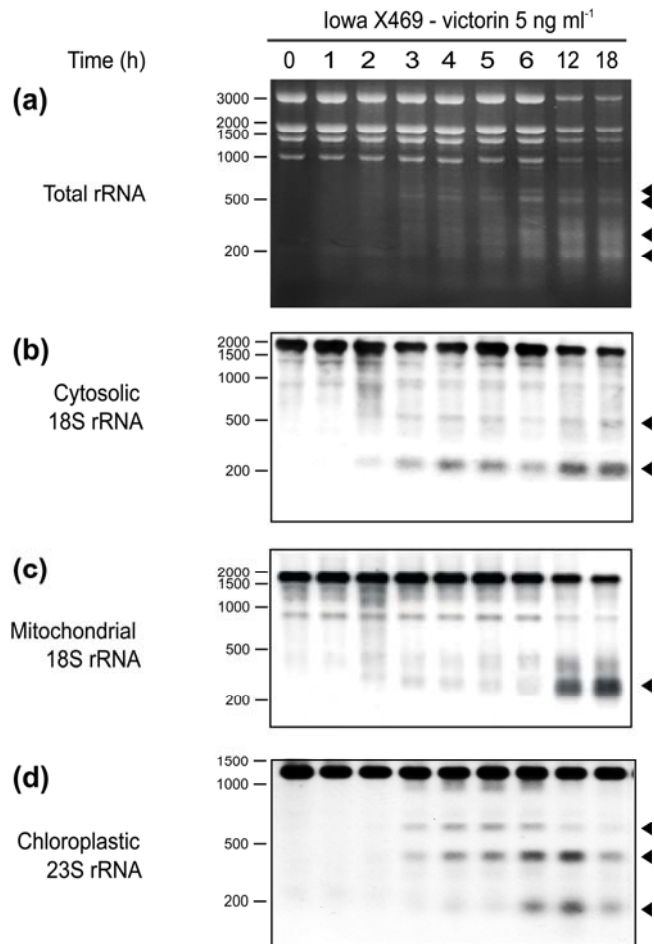 Iowa X469 - victorin 5 ng ml-1
Time (h) 0 1 2 3 4 5 6 12 18
(a)
3000
2000
1500
1000
Total rRNA
500
200
(b)
2000
1500
1000
Cytosolic
18S rRNA
500
200
(c)
2000
1500
1000
Mitochondrial
18S rRNA
500
200
(d)
1500
1000
Chloroplastic
23S rRNA
500
200